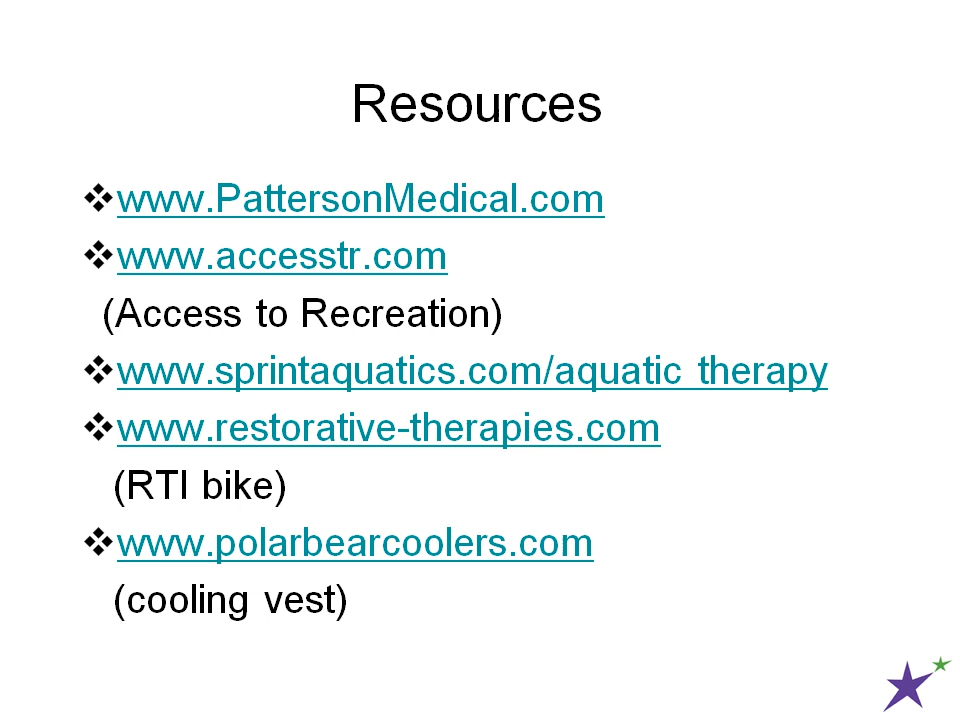 Resources
❖www.PattersonMedical.com
❖www.accesstr.com
(Access to Recreation)
❖www.sprintaquatics.com/aquatic therapy
❖www.restorative-therapies.com
(RTI bike)
❖www.polarbearcoolers.com
(cooling vest)